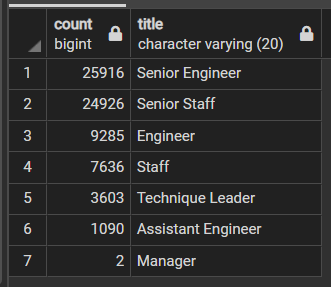 count title
bigint character varying (20)
1 25916 Senior Engineer
2 24926 Senior Staff
3 9285 Engineer
4 7636 Staff
5 3603 Technique Leader
6 1090 Assistant Engineer
7 2 Manager